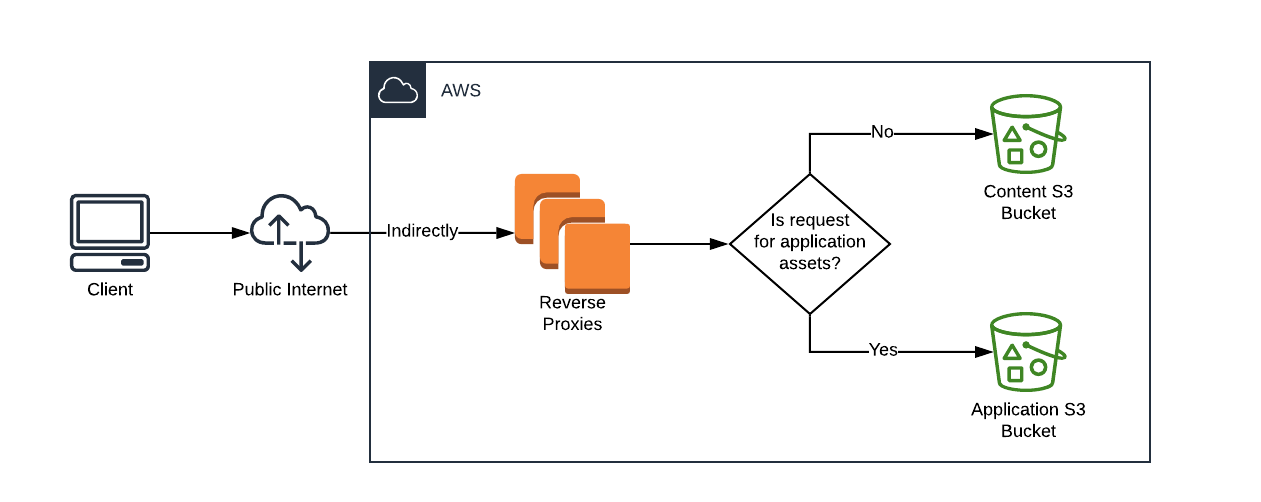 AWS
No
Content S3
Bucket
Is request
for application
assets?
Indirectly
Client
Public Internet
Reverse
Proxies
Yes
Application S3
Bucket